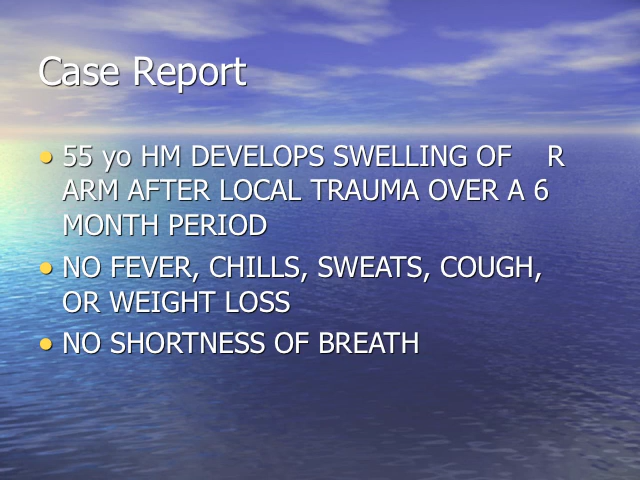 Case Report
• 55 yo HM DEVELOPS SWELLING OF R
ARM AFTER LOCAL TRAUMA OVER A 6
MONTH PERIOD
• NO FEVER, CHILLS, SWEATS, COUGH,
OR WEIGHT LOSS
• NO SHORTNESS OF BREATH